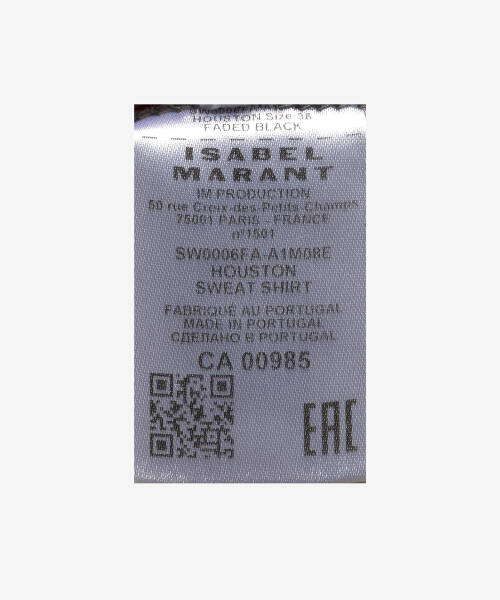 HOUSTON Size 38
FADED BLACK
ISABEL
MARANT
IM PRODUCTION
50 rue Croix-des-Petits-Champs
75001 PARIS - FRANCE
n°1501
SW0006FA-A1M08E
HOUSTON
SWEAT SHIRT
FABRIQUE AU PORTUGAL
MADE IN PORTUGAL
СДЕЛАНО В PORTUGAL
CA 00985
EAC